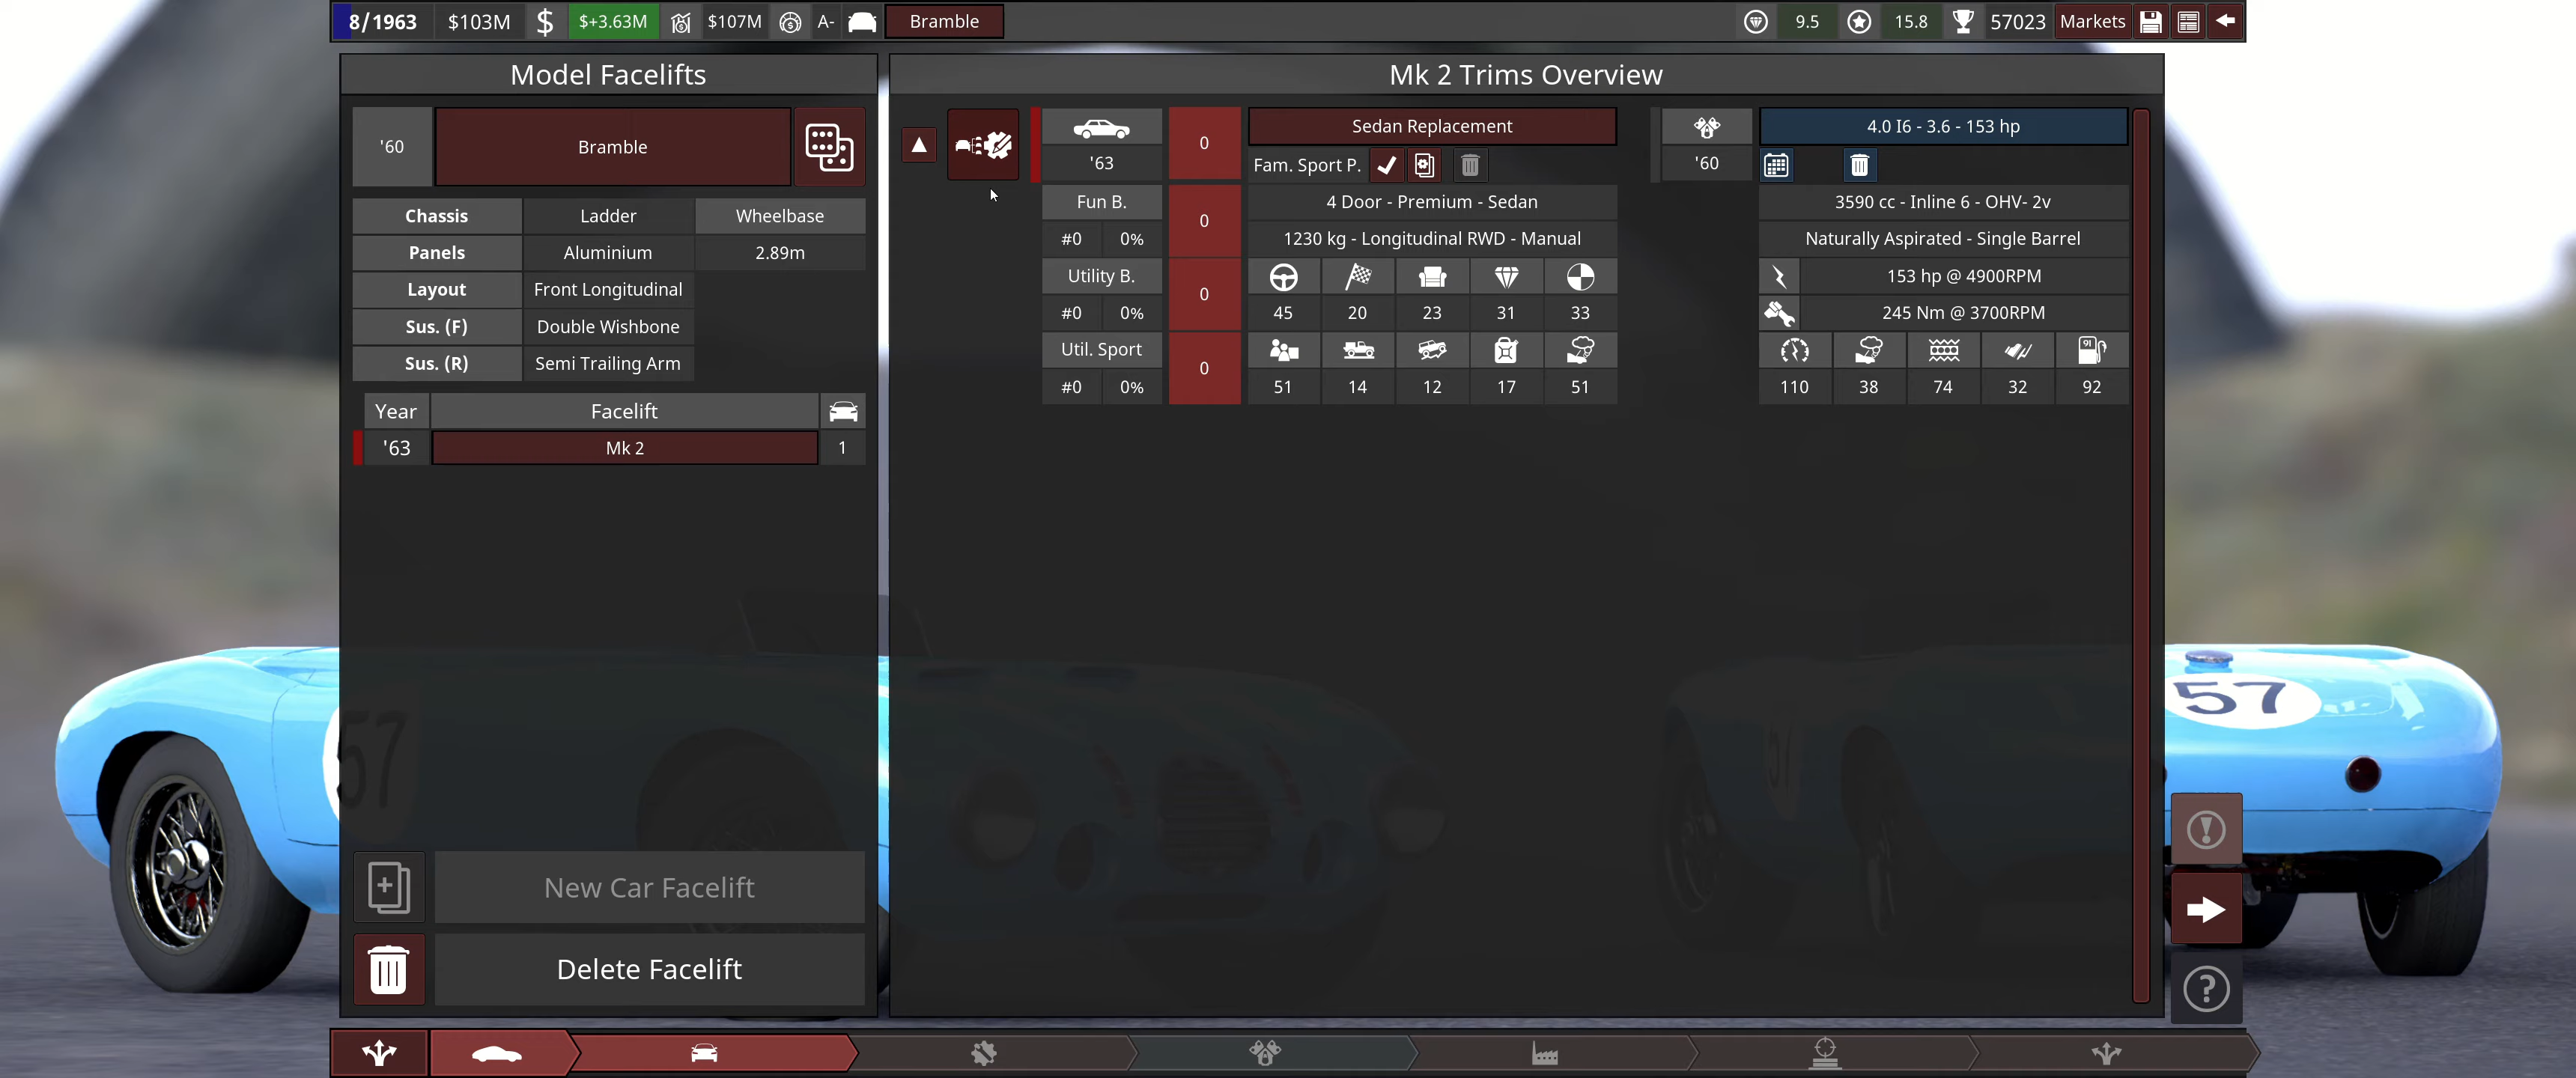 8/1963 $103M $+3.63M $107M A- Bramble 9.5 15.8 57023 Markets
Model Facelifts
'60 Bramble
Chassis Ladder Wheelbase
Panels Aluminium 2.89m
Layout Front Longitudinal
Sus. (F) Double Wishbone
Sus. (R) Semi Trailing Arm
Year Facelift
'63 Mk 2 1
New Car Facelift
Delete Facelift
Mk 2 Trims Overview
'63
0
Sedan Replacement
Fam. Sport P.
Fun B.
#0 0%
0
4 Door - Premium - Sedan
1230 kg - Longitudinal RWD - Manual
Utility B.
#0 0%
0
45 20 23 31 33
Util. Sport
#0 0%
0
51 14 12 17 51
'60
4.0 I6 - 3.6 - 153 hp
3590 cc - Inline 6 - OHV- 2v
Naturally Aspirated - Single Barrel
153 hp @ 4900RPM
245 Nm @ 3700RPM
91
110 38 74 32 92
57
57
57